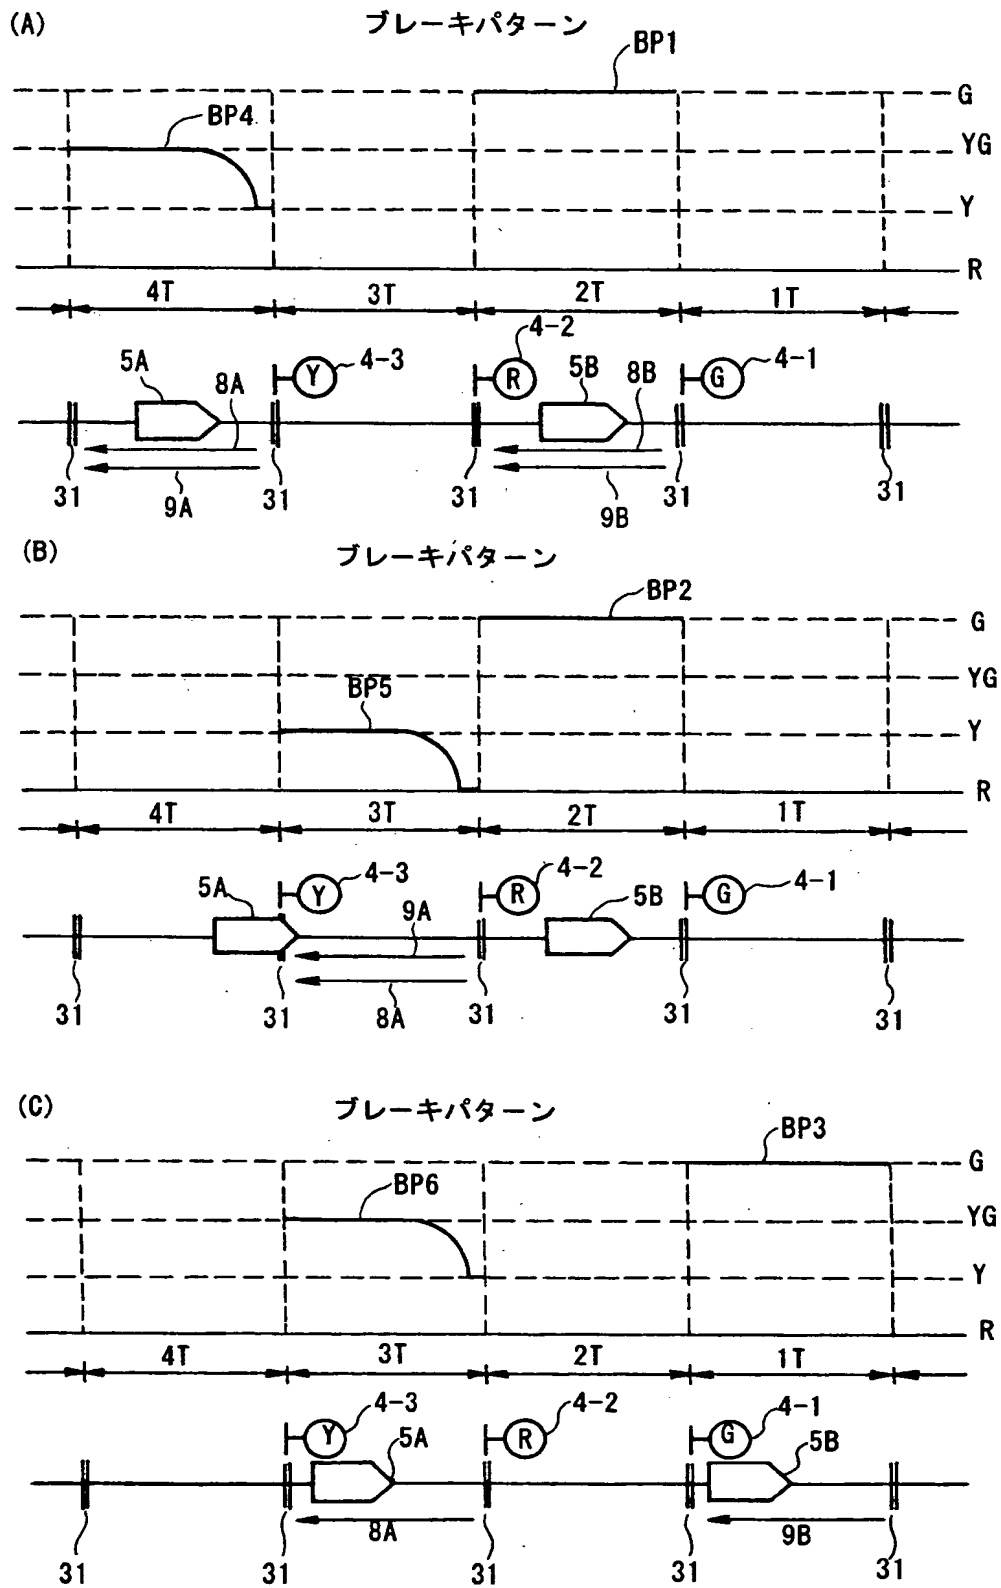 (A) ブレーキパターン
BP1
G
BP4
YG
Y
R
4T 3T 2T 1T
4-2
5A 8A Y 4-3 R 5B 8B G 4-1
31 9A 31 31 9B 31 31
(B) ブレーキパターン
BP2
G
YG
BP5
Y
R
4T 3T 2T 1T
5A Y 4-3 9A R 4-2 5B G 4-1
31 31 8A 31 31 31
(C) ブレーキパターン
BP3
G
BP6
YG
Y
R
4T 3T 2T 1T
4-3 4-2 4-1
Y 5A R G 5B
8A 9B
31 31 31 31 31